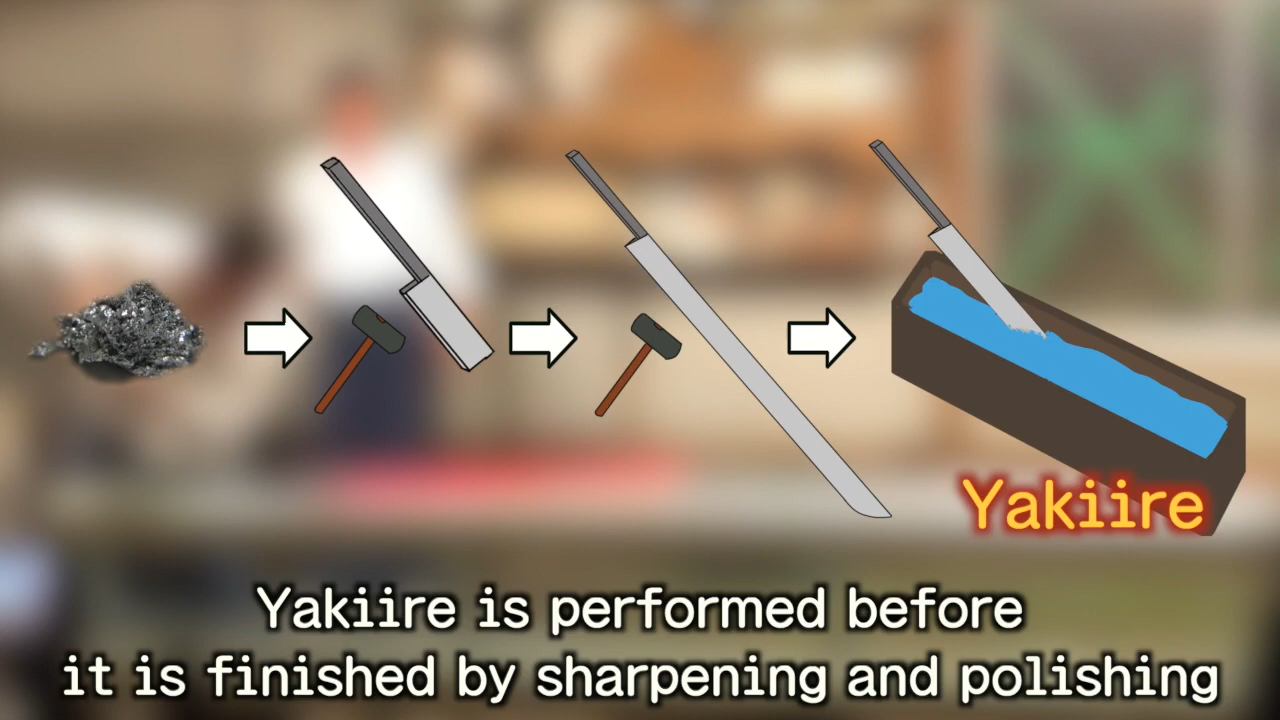 Yakiire
Yakiire is performed before
it is finished by sharpening and polishing